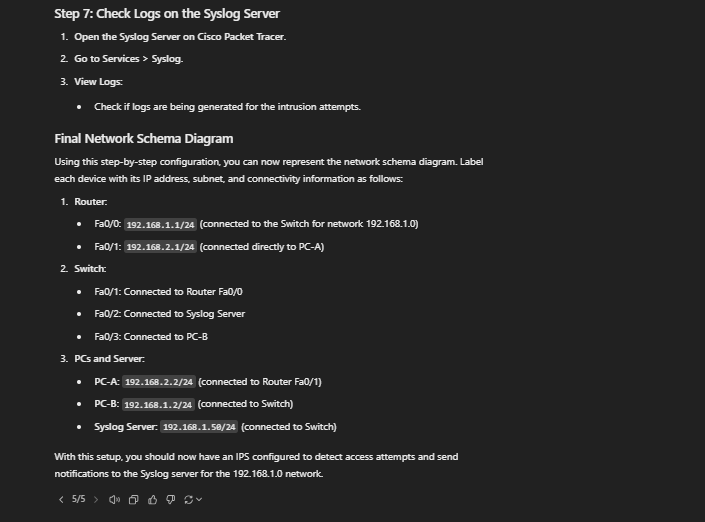 Step 7: Check Logs on the Syslog Server
1. Open the Syslog Server on Cisco Packet Tracer.
2. Go to Services > Syslog.
3. View Logs:
• Check if logs are being generated for the intrusion attempts.
Final Network Schema Diagram
Using this step-by-step configuration, you can now represent the network schema diagram. Label
each device with its IP address, subnet, and connectivity information as follows:
1. Router:
• Fa0/0: 192.168.1.1/24 (connected to the Switch for network 192.168.1.0)
• Fa0/1: 192.168.2.1/24 (connected directly to PC-A)
2. Switch:
• Fa0/1: Connected to Router Fa0/0
• Fa0/2: Connected to Syslog Server
• Fa0/3: Connected to PC-B
3. PCs and Server:
• PC-A: 192.168.2.2/24 (connected to Router Fa0/1)
• PC-B: 192.168.1.2/24 (connected to Switch)
• Syslog Server: 192.168.1.50/24 (connected to Switch)
With this setup, you should now have an IPS configured to detect access attempts and send
notifications to the Syslog server for the 192.168.1.0 network.
< 5/5 >